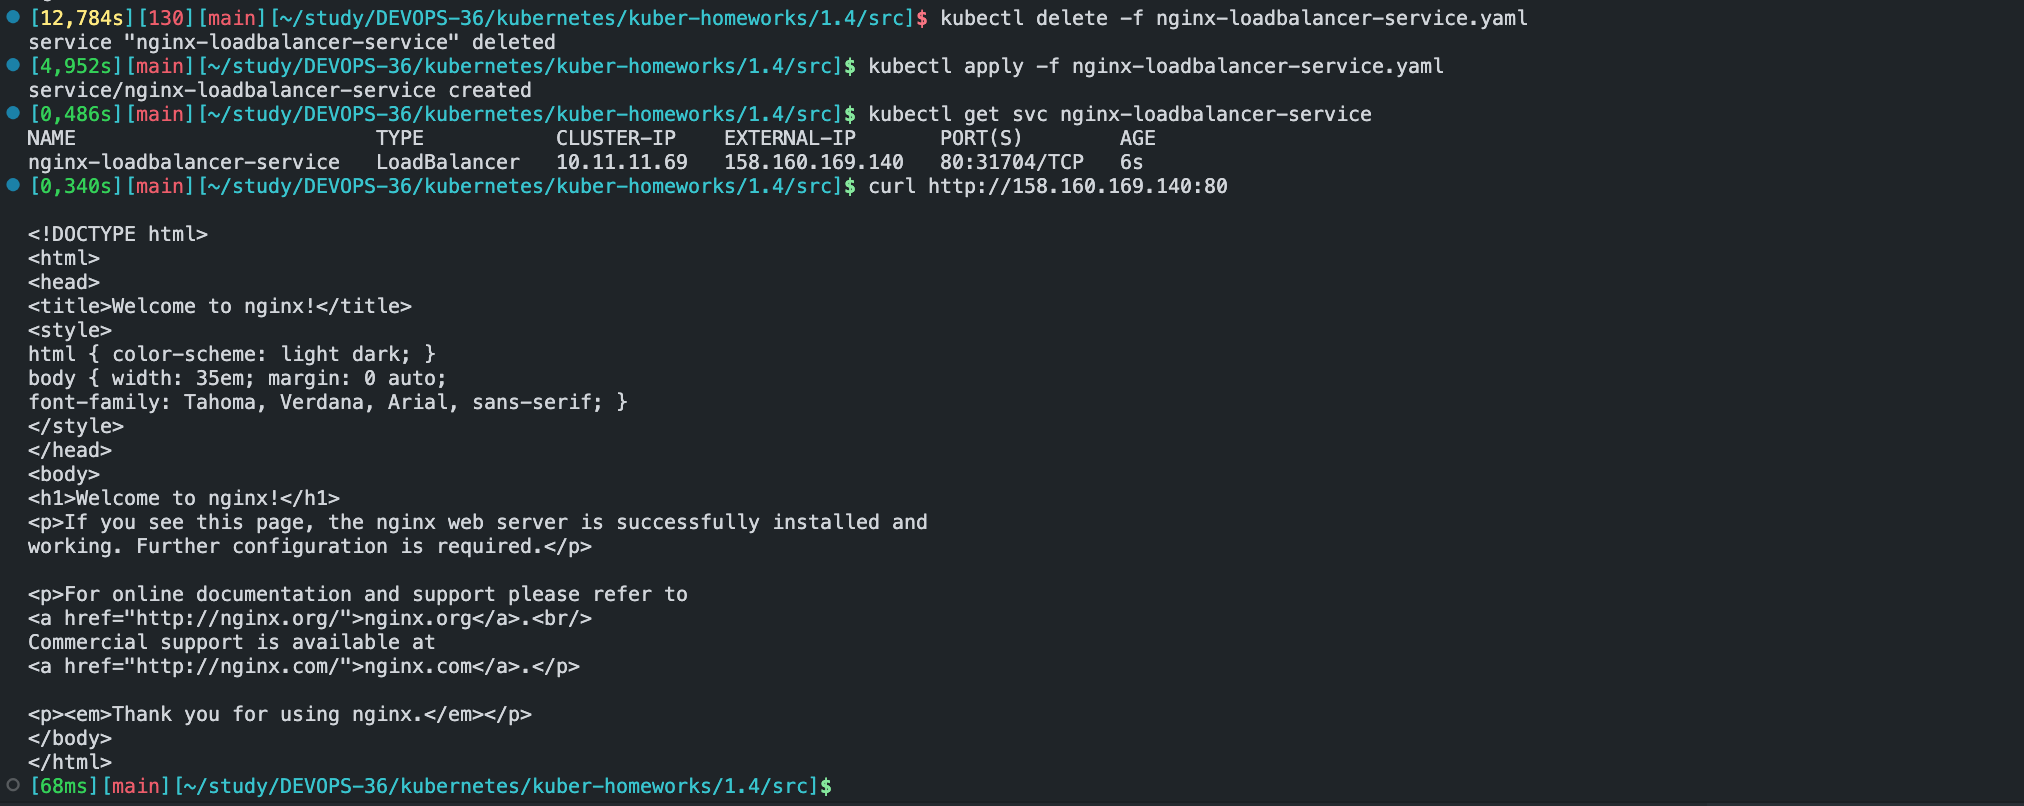 [12,784s][130][main][~/study/DEVOPS-36/kubernetes/kuber-homeworks/1.4/src]$ kubectl delete -f nginx-loadbalancer-service.yaml
service "nginx-loadbalancer-service" deleted
[4,952s][main][~/study/DEVOPS-36/kubernetes/kuber-homeworks/1.4/src]$ kubectl apply -f nginx-loadbalancer-service.yaml
service/nginx-loadbalancer-service created
[0,486s][main][~/study/DEVOPS-36/kubernetes/kuber-homeworks/1.4/src]$ kubectl get svc nginx-loadbalancer-service
NAME                         TYPE           CLUSTER-IP    EXTERNAL-IP       PORT(S)        AGE
nginx-loadbalancer-service   LoadBalancer   10.11.11.69   158.160.169.140   80:31704/TCP   6s
[0,340s][main][~/study/DEVOPS-36/kubernetes/kuber-homeworks/1.4/src]$ curl http://158.160.169.140:80
<!DOCTYPE html>
<html>
<head>
<title>Welcome to nginx!</title>
<style>
html { color-scheme: light dark; }
body { width: 35em; margin: 0 auto;
font-family: Tahoma, Verdana, Arial, sans-serif; }
</style>
</head>
<body>
<h1>Welcome to nginx!</h1>
<p>If you see this page, the nginx web server is successfully installed and
working. Further configuration is required.</p>
<p>For online documentation and support please refer to
<a href="http://nginx.org/">nginx.org</a>.<br/>
Commercial support is available at
<a href="http://nginx.com/">nginx.com</a>.</p>
<p><em>Thank you for using nginx.</em></p>
</body>
</html>
[68ms][main][~/study/DEVOPS-36/kubernetes/kuber-homeworks/1.4/src]$